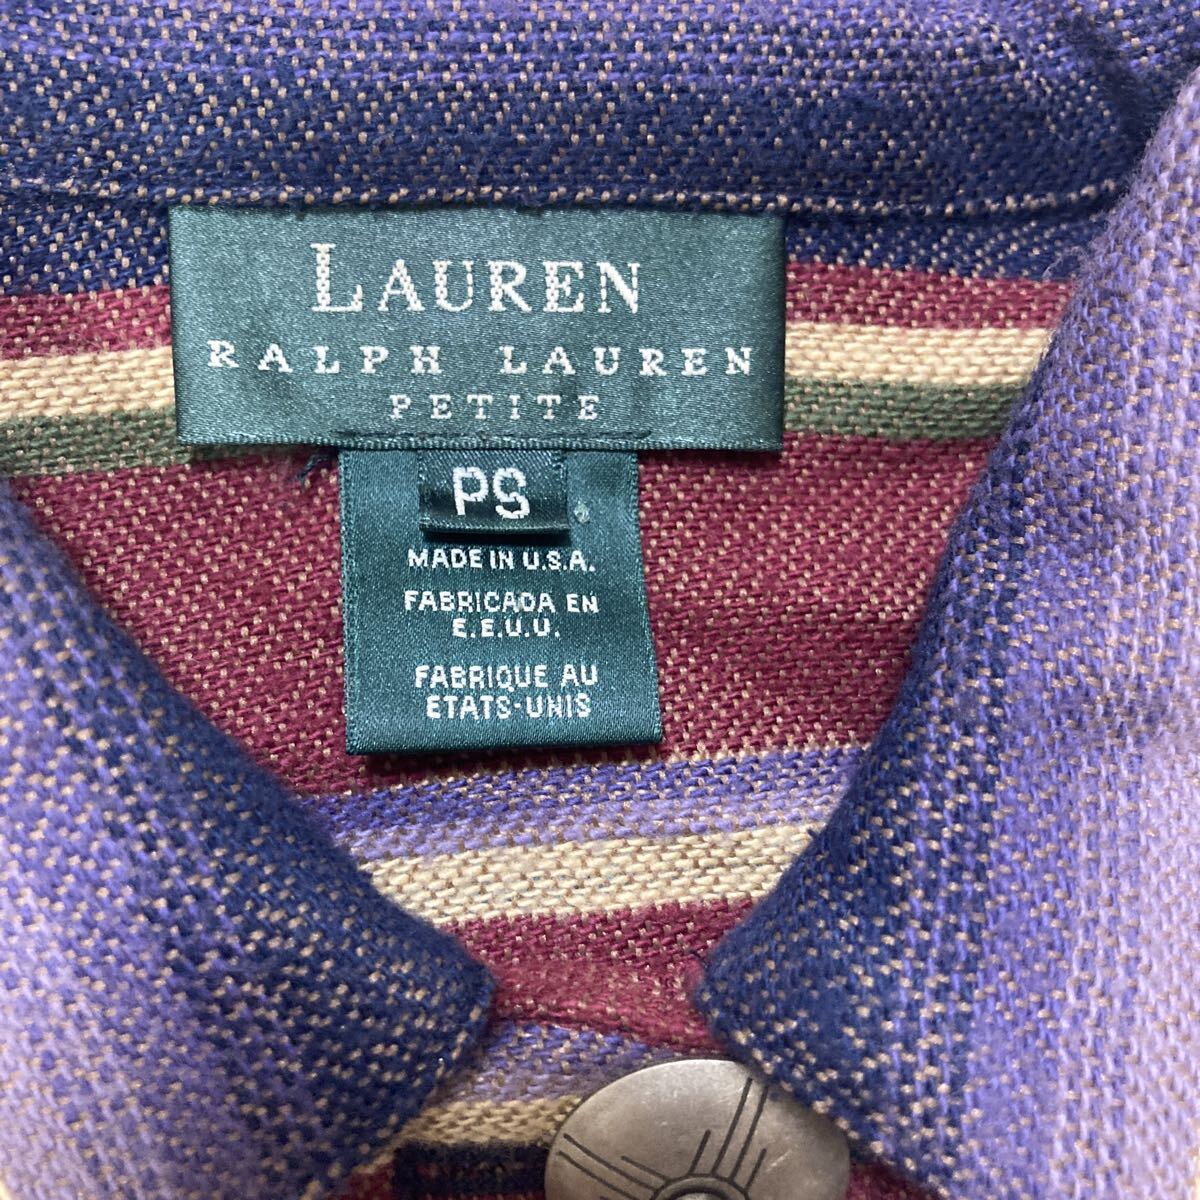 LAUREN
RALPH LAUREN
PETITE
PS
MADE IN U.S.A.
FABRICADA EN
E.E.U.U.
FABRIQUE AU
ETATS-UNIS